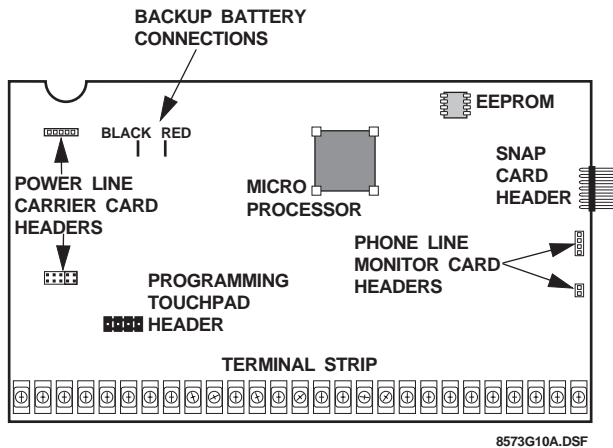 BACKUP BATTERY
CONNECTIONS
EEPROM
BLACK RED
SNAP
CARD
HEADER
POWER LINE
CARRIER CARD
HEADERS
MICRO
PROCESSOR
PHONE LINE
MONITOR CARD
HEADERS
PROGRAMMING
TOUCHPAD
HEADER
TERMINAL STRIP
8573G10A.DSF